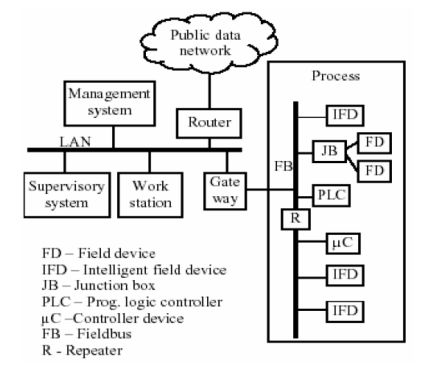 Public data
network
Process
Management
system
Router
IFD
LAN
FD
JB
FB
FD
Supervisory
system
Work
station
Gate
way
PLC
R
µC
IFD
IFD
FD – Field device
IFD – Intelligent field device
JB – Junction box
PLC – Prog. logic controller
µC –Controller device
FB – Fieldbus
R - Repeater